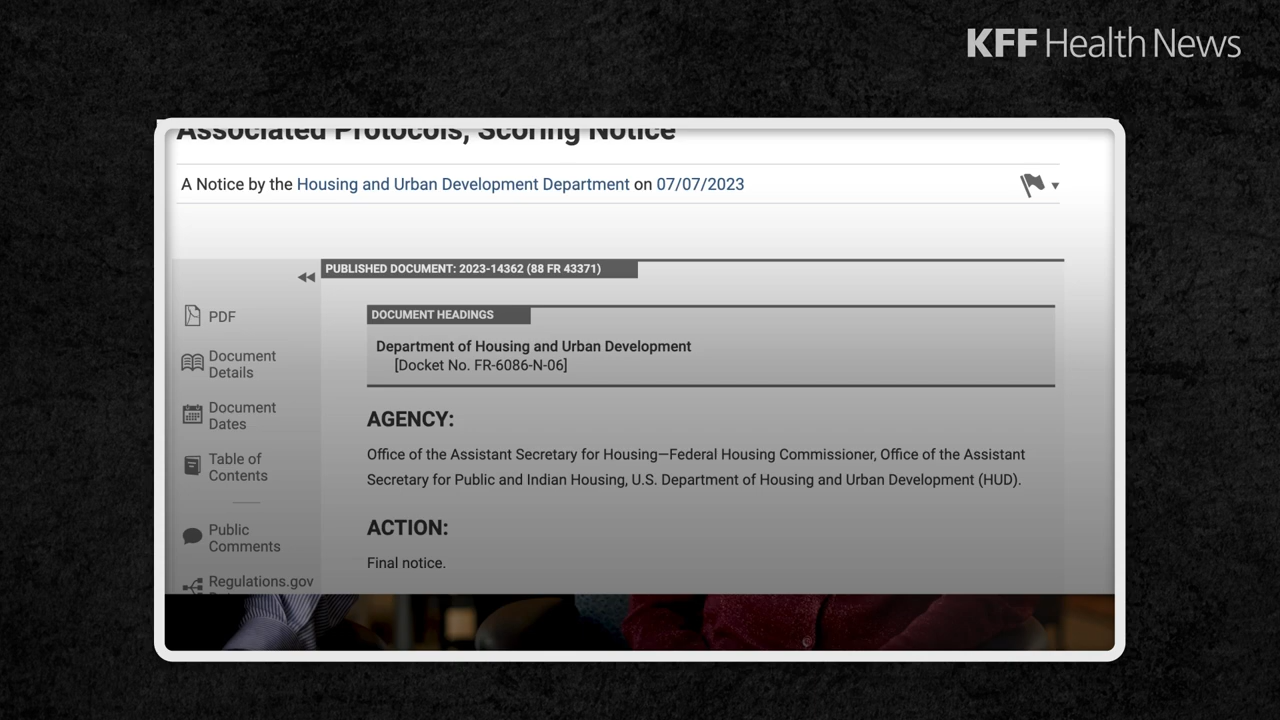 KFF Health News
Associated Protocols, Scoring Notice
A Notice by the Housing and Urban Development Department on 07/07/2023
PUBLISHED DOCUMENT: 2023-14362 (88 FR 43371)
PDF
Document
Details
Document
Dates
Table of
Contents
Public
Comments
Regulations.gov
DOCUMENT HEADINGS
Department of Housing and Urban Development
[Docket No. FR-6086-N-06]
AGENCY:
Office of the Assistant Secretary for Housing—Federal Housing Commissioner, Office of the Assistant
Secretary for Public and Indian Housing, U.S. Department of Housing and Urban Development (HUD).
ACTION:
Final notice.